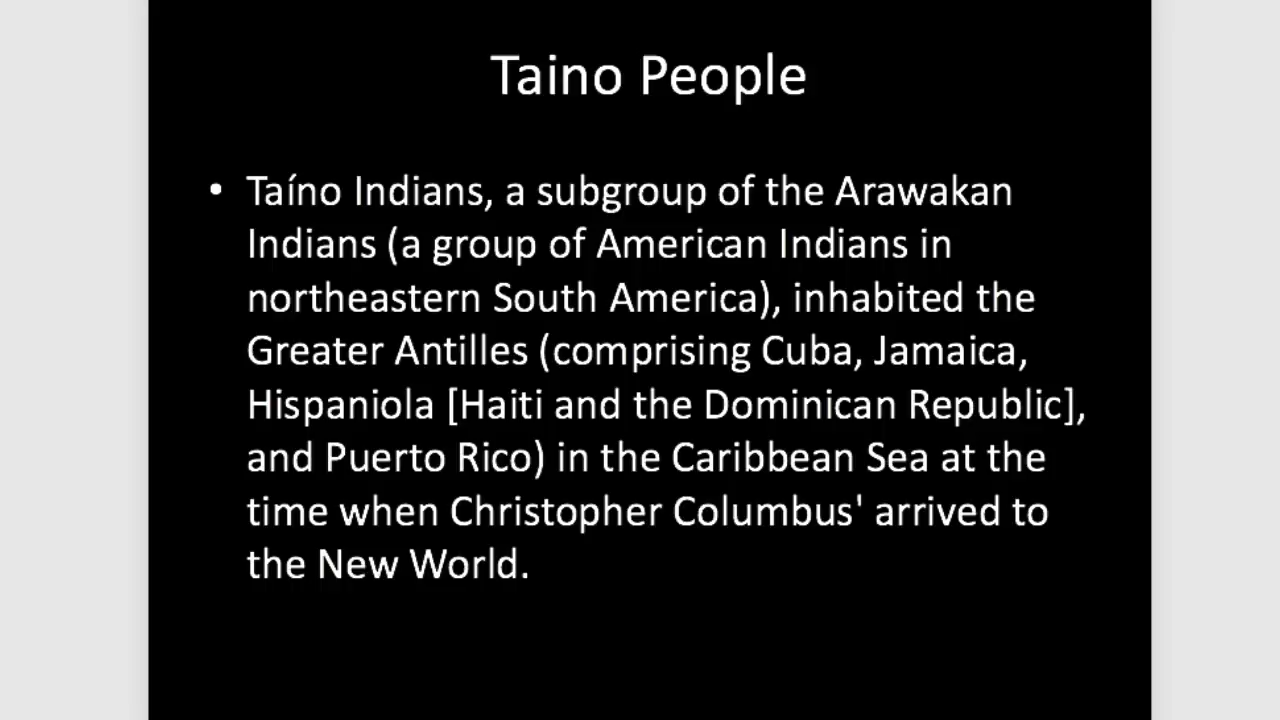 Taino People
• Taíno Indians, a subgroup of the Arawakan
Indians (a group of American Indians in
northeastern South America), inhabited the
Greater Antilles (comprising Cuba, Jamaica,
Hispaniola [Haiti and the Dominican Republic],
and Puerto Rico) in the Caribbean Sea at the
time when Christopher Columbus' arrived to
the New World.